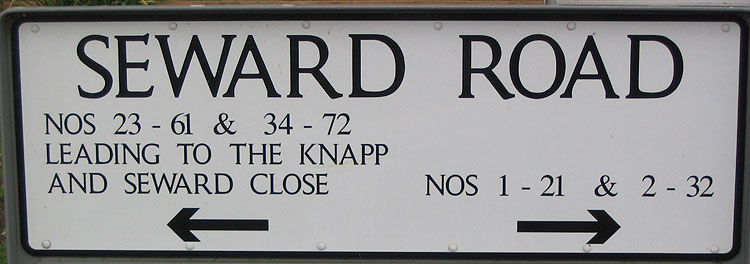 SEWARD ROAD
NOS 23 - 61 & 34 - 72
LEADING TO THE KNAPP
AND SEWARD CLOSE
NOS 1 - 21 & 2 - 32